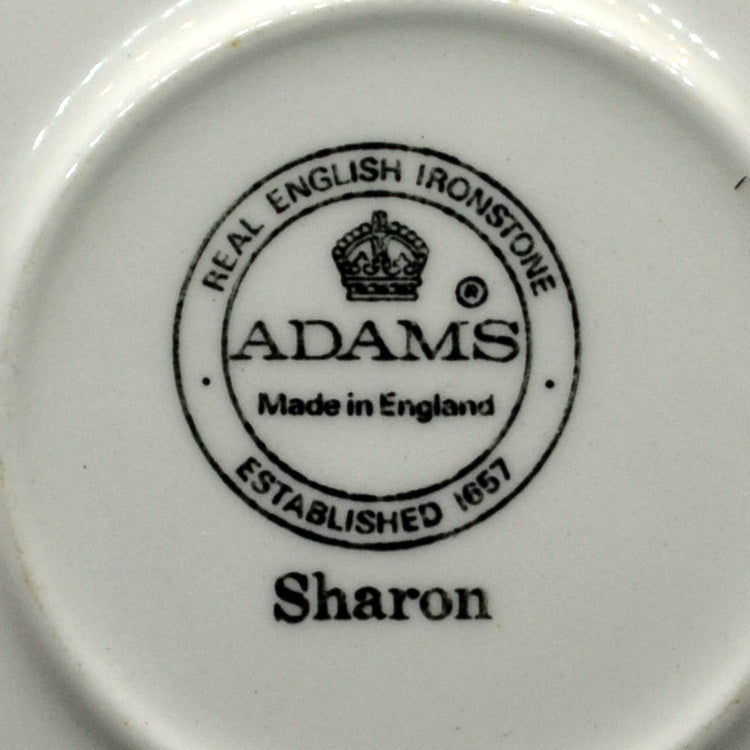 REAL ENGLISH IRONSTONE
®
ADAMS
Made in England
ESTABLISHED 1657
Sharon